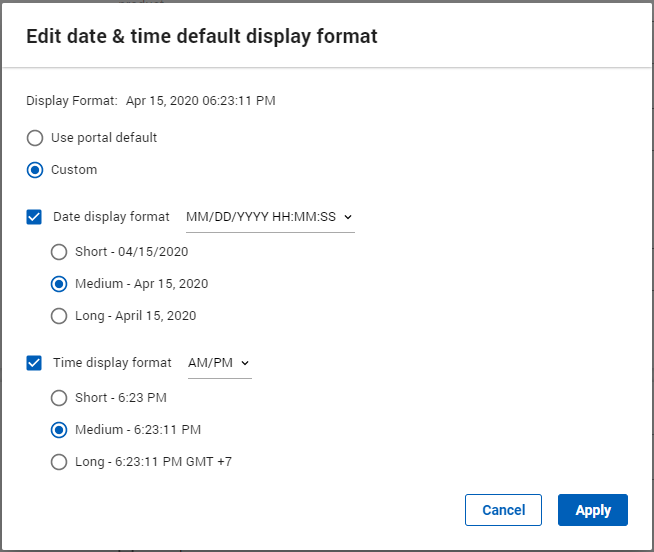 Edit date & time default display format
Display Format: Apr 15, 2020 06:23:11 PM
Use portal default
Custom
Date display format MM/DD/YYYY HH:MM:SS
Short - 04/15/2020
Medium - Apr 15, 2020
Long - April 15, 2020
Time display format AM/PM
Short - 6:23 PM
Medium - 6:23:11 PM
Long - 6:23:11 PM GMT +7
Cancel Apply